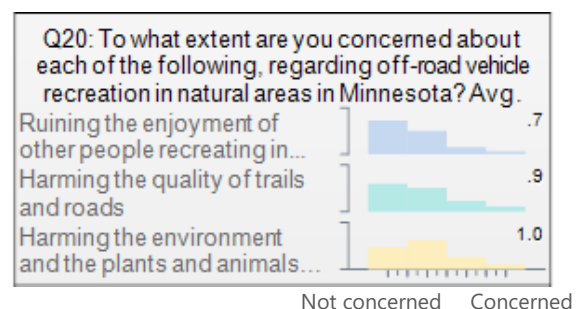 Q20: To what extent are you concerned about
each of the following, regarding off-road vehicle
recreation in natural areas in Minnesota? Avg.
Ruining the enjoyment of
other people recreating in...
.7
Harming the quality of trails
and roads
.9
Harming the environment
and the plants and animals...
1.0
Not concerned Concerned